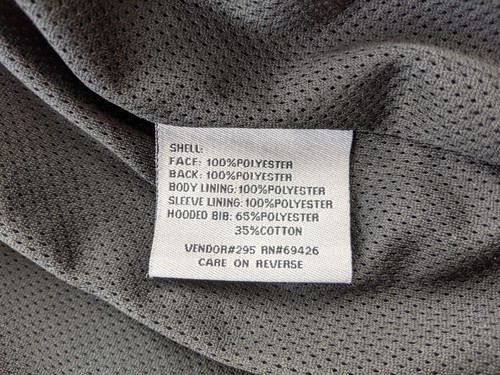 SHELL:
FACE: 100%POLYESTER
BACK: 100%POLYESTER
BODY LINING: 100%POLYESTER
SLEEVE LINING: 100%POLYESTER
HOODED BIB: 65%POLYESTER
35%COTTON
VENDOR#295 RN#69426
CARE ON REVERSE